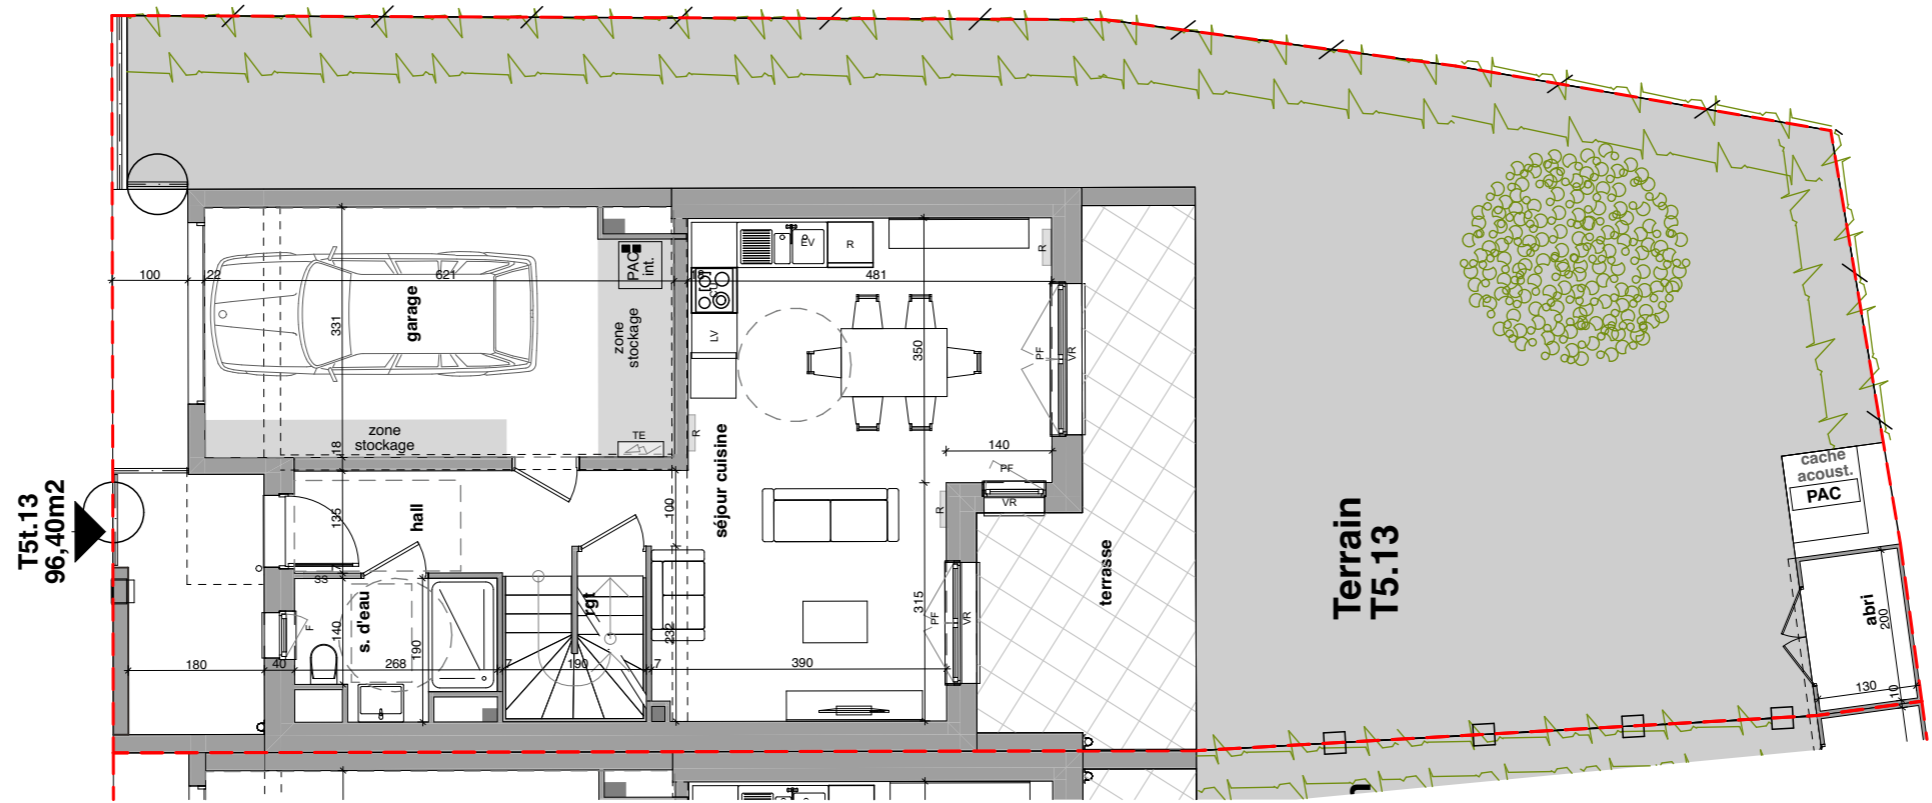 T5t.13
96,40m2
100
22
621
18
481
331
garage
PAC
int.
zone
stockage
zone
stockage
18
TE
R
EV
R
LV
R
350
PF
VR
140
PF
VR
R
séjour cuisine
hall
135
100
7
33
F
s. d'eau
140
190
rgt
232
315
PF
VR
terrasse
180
40
268
7
190
7
390
Terrain
T5.13
cache
acoust.
PAC
abri
200
130
10